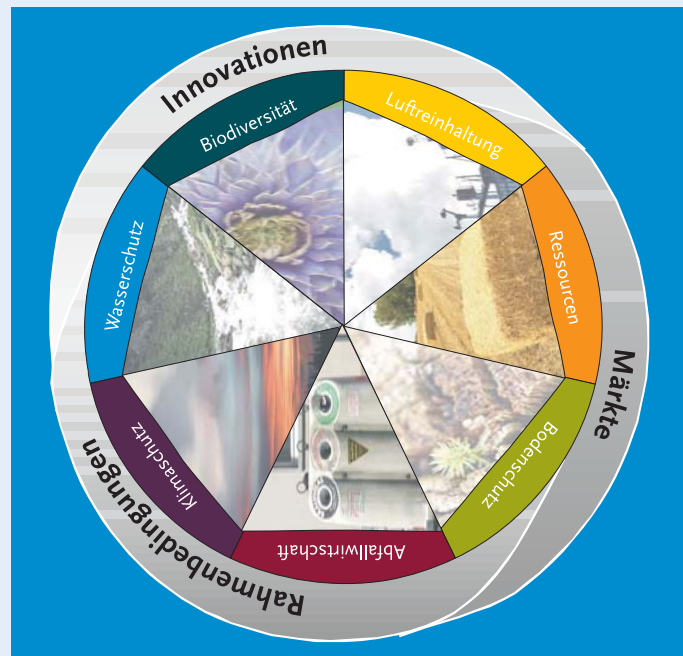 Innovationen
Märkte
Rahmenbedingungen
Luftreinhaltung
Ressourcen
Bodenschutz
Abfallwirtschaft
Klimaschutz
Wasserschutz
Biodiversität